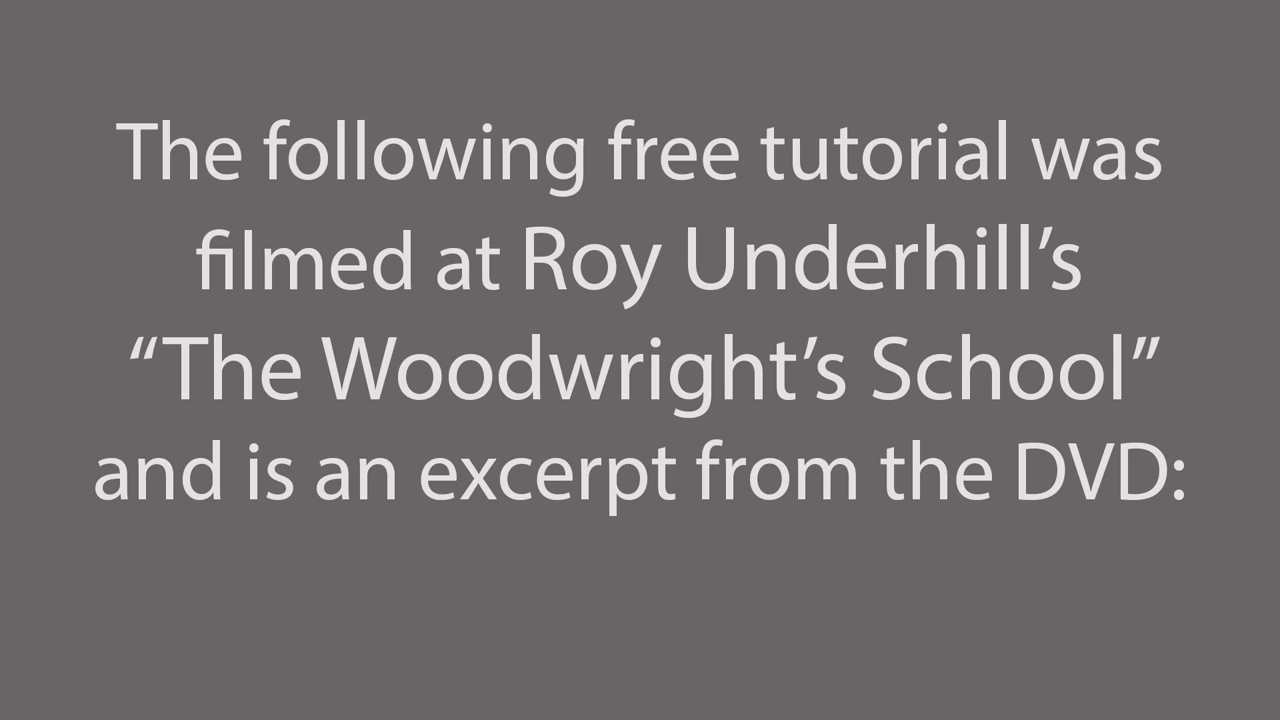 The following free tutorial was
filmed at Roy Underhill’s
“The Woodwright’s School”
and is an excerpt from the DVD: